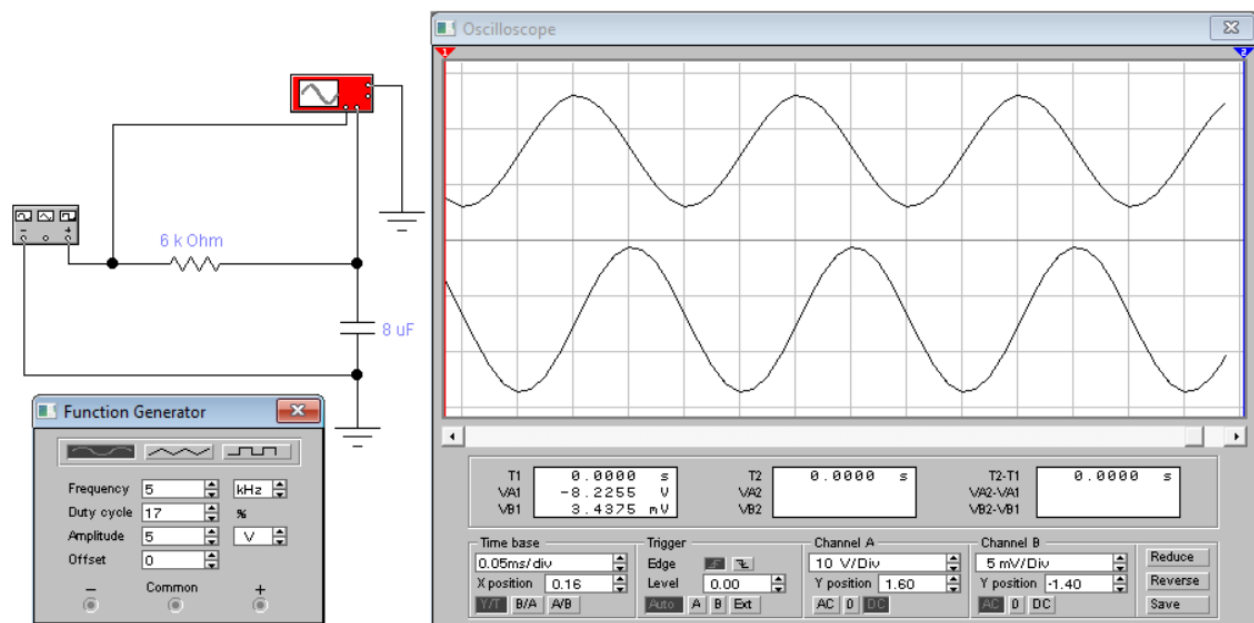 Oscilloscope
1
2
6 k Ohm
8 uF
Function Generator
Frequency 5 kHz
Duty cycle 17 %
Amplitude 5 V
Offset 0
− Common +
T1 0.0000 s
VA1 -8.2255 V
VB1 3.4375 mV
T2 0.0000 s
VA2
VB2
T2-T1 0.0000 s
VA2-VA1
VB2-VB1
Time base
0.05ms/div
X position 0.16
Y/T B/A A/B
Trigger
Edge
Level 0.00
Auto A B Ext
Channel A
10 V/Div
Y position 1.60
AC 0 DC
Channel B
5 mV/Div
Y position -1.40
AC 0 DC
Reduce
Reverse
Save